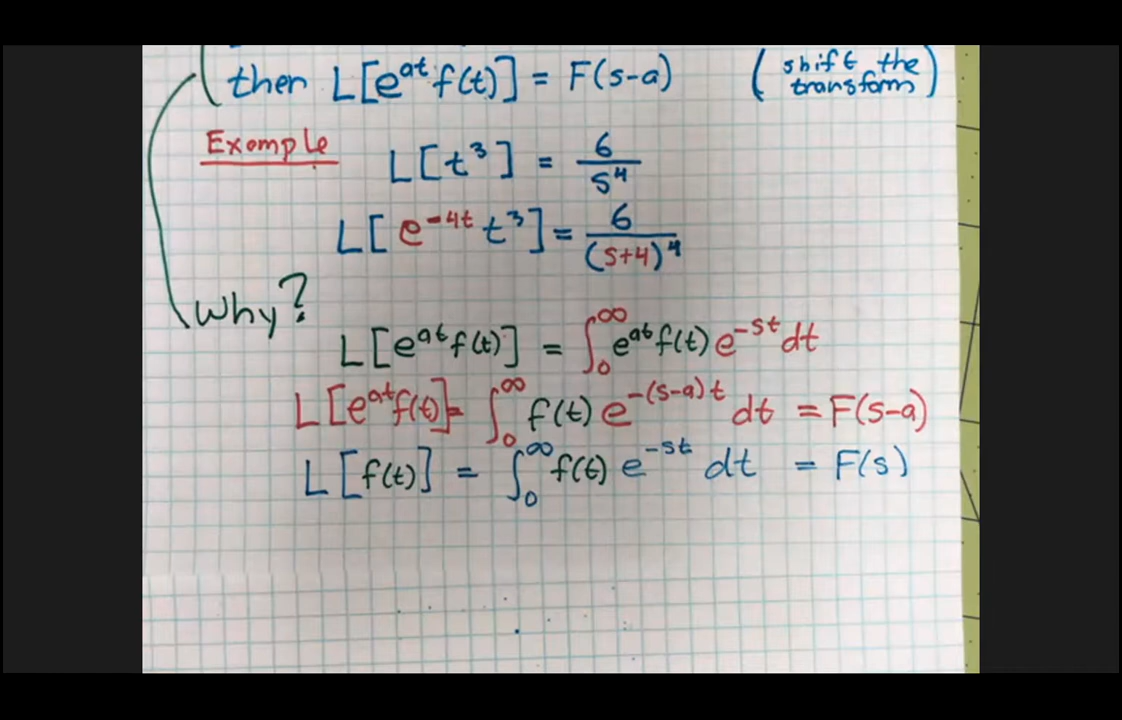 then L[e^{at} f(t)] = F(s-a) (shift the transform)
Example
L[t^3] = 6/s^4
L[e^{-4t} t^3] = 6/(s+4)^4
Why?
L[e^{at} f(t)] = ∫_0^∞ e^{at} f(t) e^{-st} dt
L[e^{at} f(t)] = ∫_0^∞ f(t) e^{-(s-a)t} dt = F(s-a)
L[f(t)] = ∫_0^∞ f(t) e^{-st} dt = F(s)